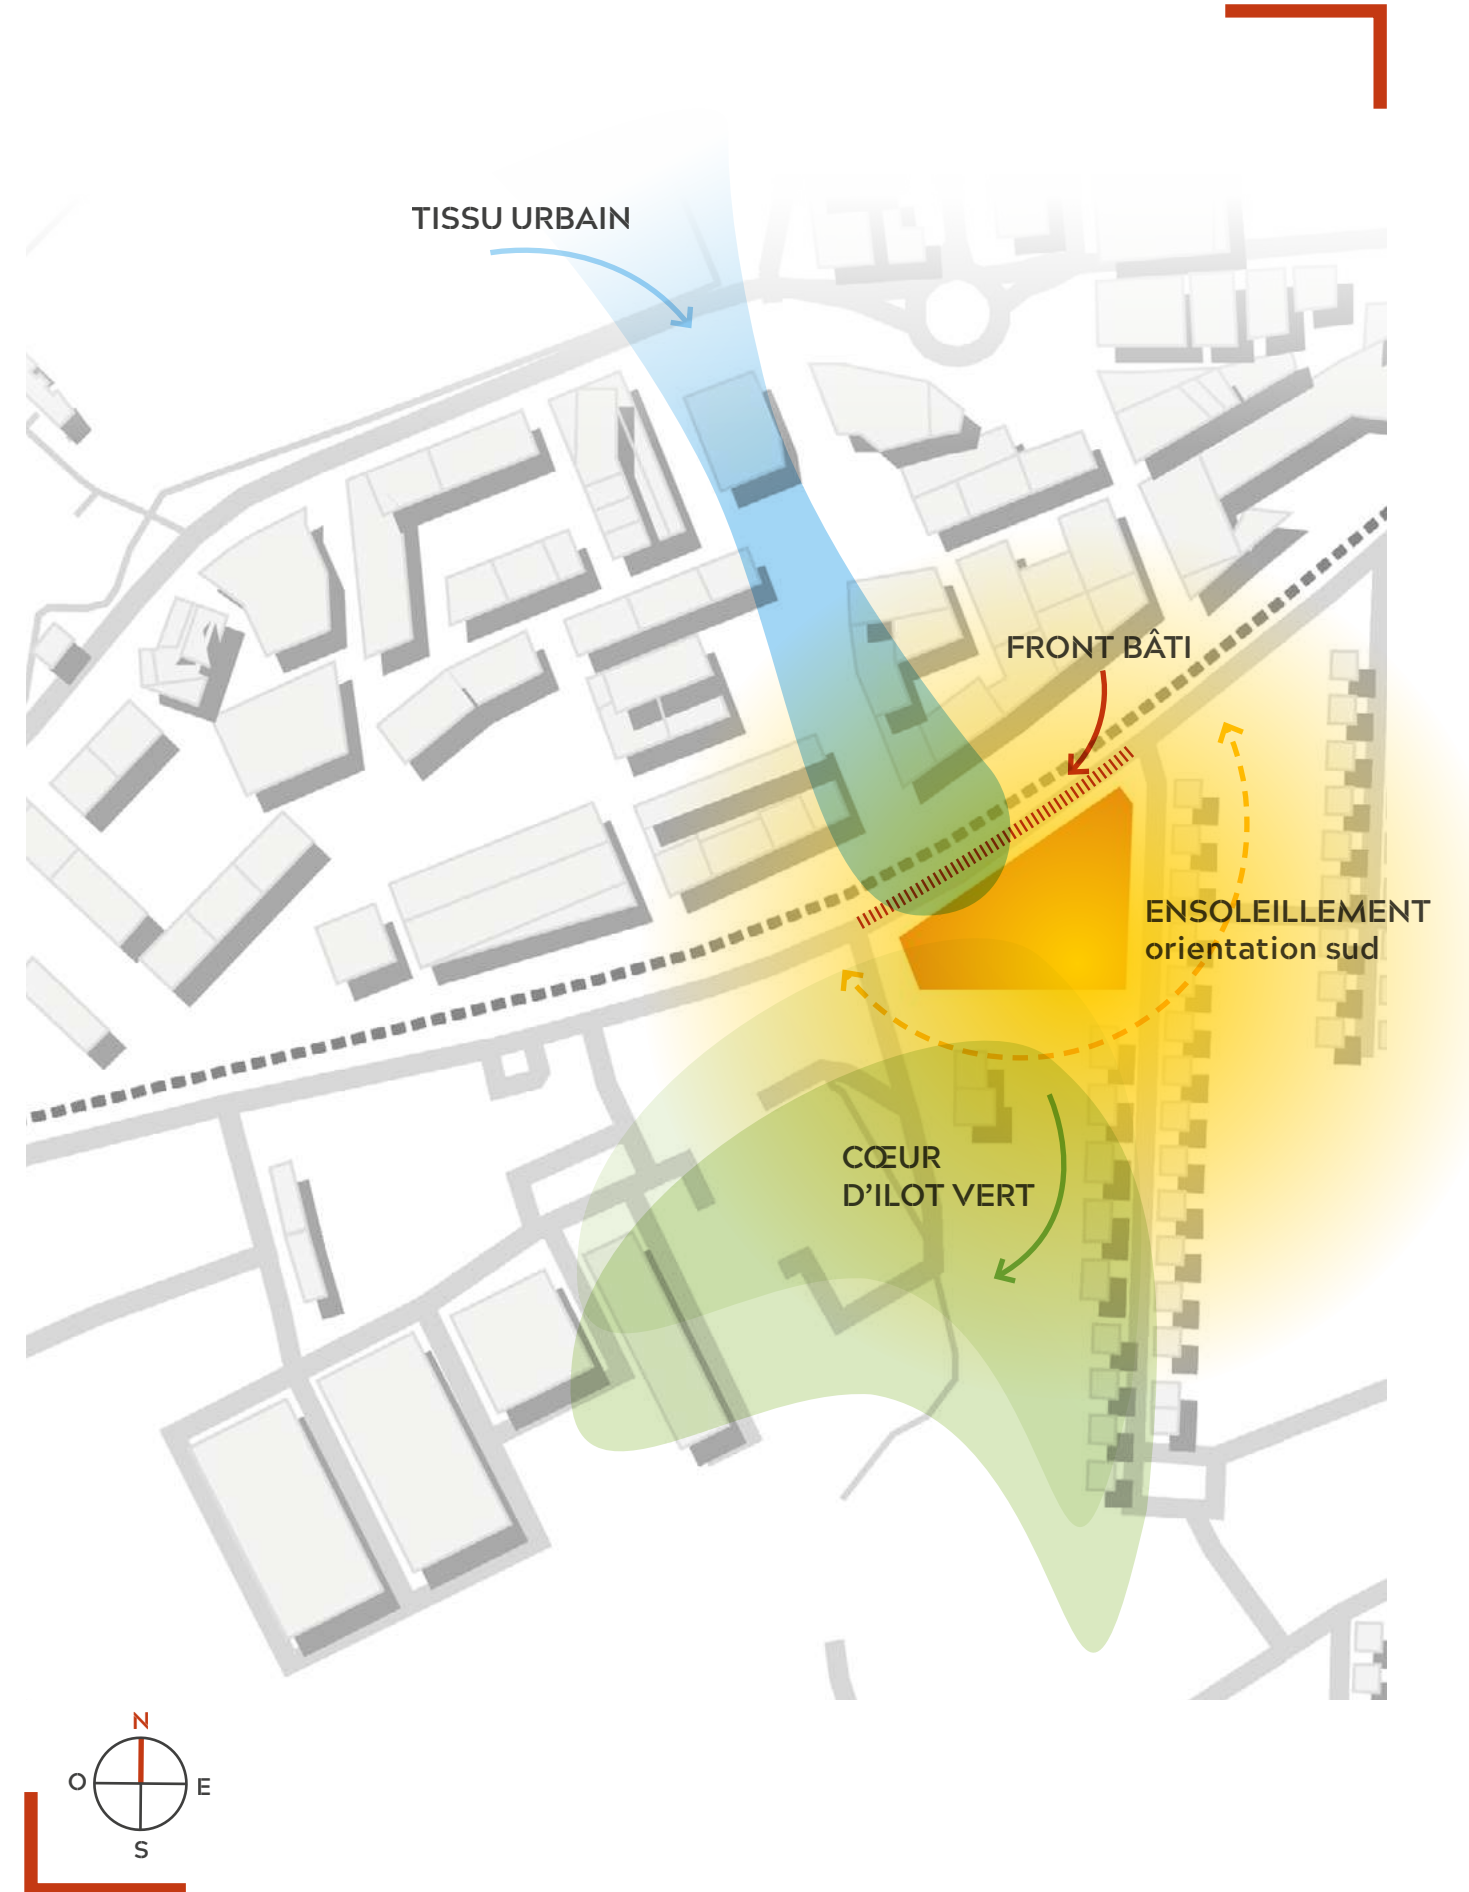 TISSU URBAIN
FRONT BÂTI
ENSOLEILLEMENT
orientation sud
CŒUR
D’ILOT VERT
N
O
E
S